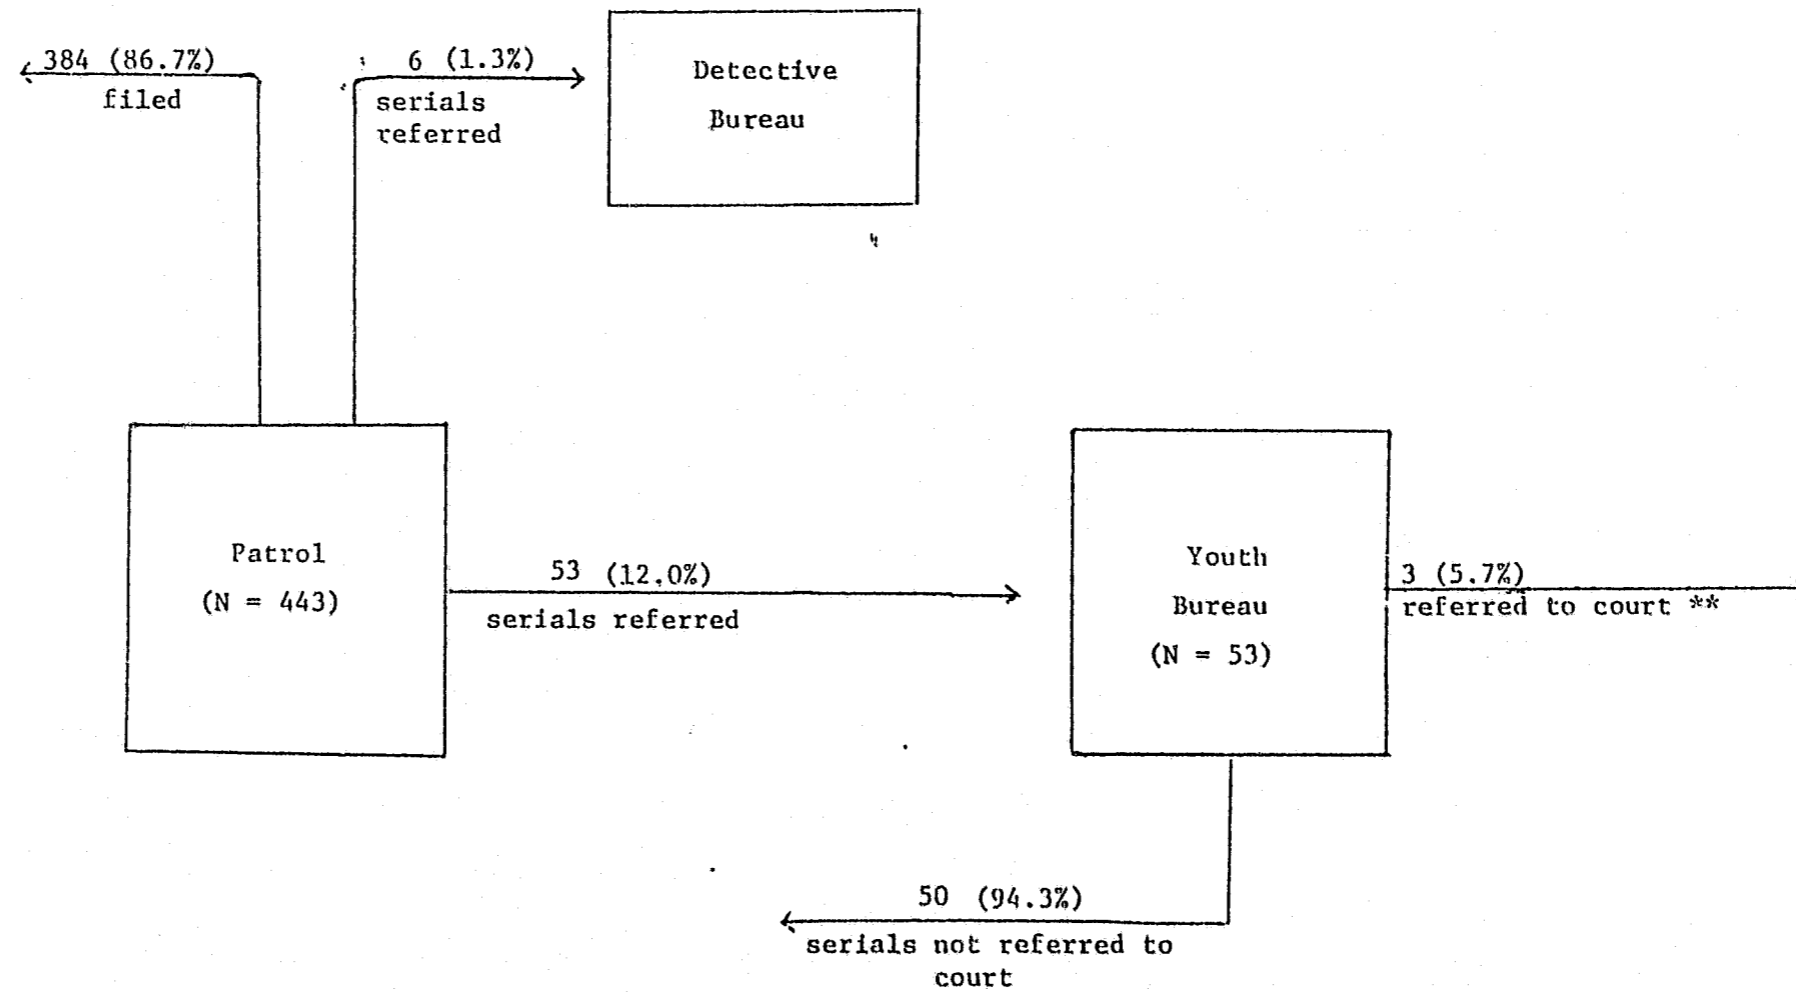 384 (86.7%)
filed
6 (1.3%)
serials
referred
Detective
Bureau
Patrol
(N = 443)
53 (12.0%)
serials referred
Youth
Bureau
(N = 53)
3 (5.7%)
referred to court **
50 (94.3%)
serials not referred to
court